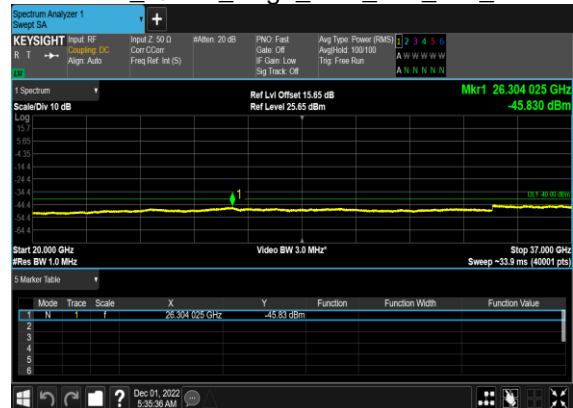 Spectrum Analyzer 1
Swept SA
+
KEYSIGHT Input: RF Input Z: 50 Ω #Atten: 20 dB PNO: Fast Avg Type: Power (RMS) 1 2 3 4 5 6
R T Coupling: DC Corr CCorr Gate: Off Avg|Hold: 100/100 A W W W W W
Align: Auto Freq Ref: Int (S) IF Gain: Low Trig: Free Run
LXI Sig Track: Off A N N N N N
1 Spectrum Ref Lvl Offset 15.65 dB Mkr1 26.304 025 GHz
Scale/Div 10 dB Ref Level 25.65 dBm -45.830 dBm
Log
15.7
5.65
-4.35
-14.4
-24.4
-34.4
1
-44.4
-54.4
-64.4
Start 20.000 GHz Video BW 3.0 MHz* Stop 37.000 GHz
#Res BW 1.0 MHz Sweep ~33.9 ms (40001 pts)
5 Marker Table
Mode Trace Scale X Y Function Function Width Function Value
1 N 1 f 26.304 025 GHz -45.83 dBm
2
3
4
5
6
? Dec 01, 2022
5:35:36 AM